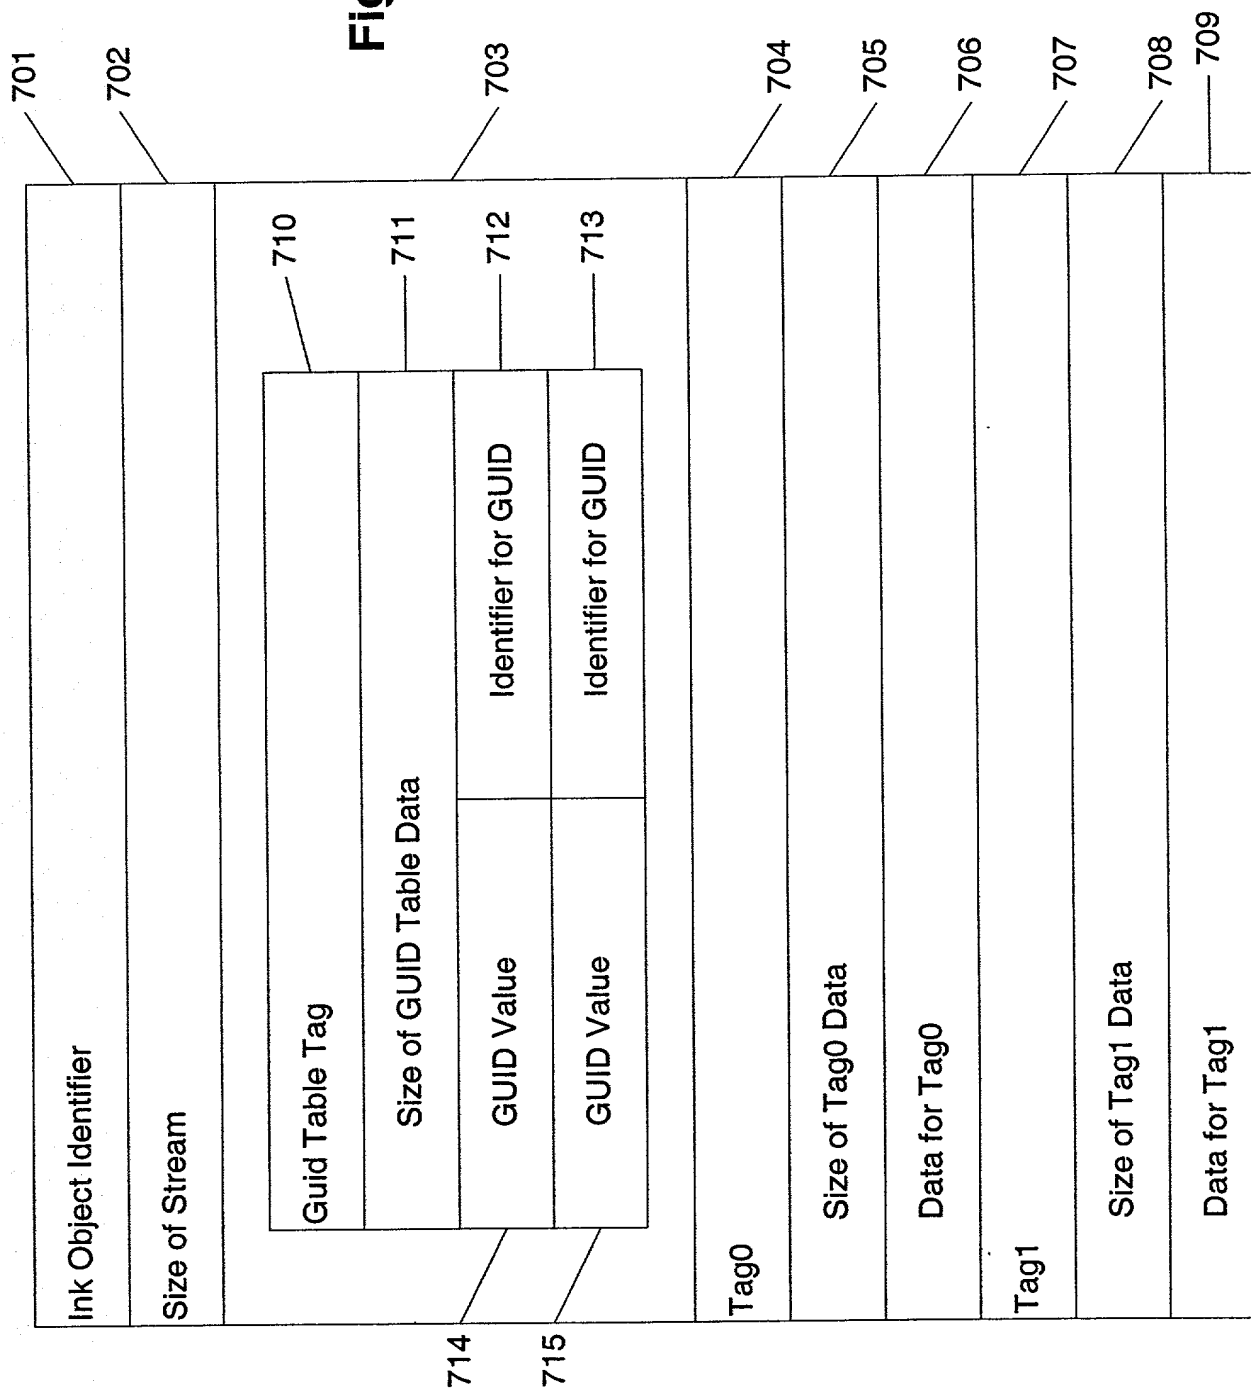 Fig
701
Ink Object Identifier
702
Size of Stream
703
710
Guid Table Tag
711
Size of GUID Table Data
714
GUID Value
Identifier for GUID
712
715
GUID Value
Identifier for GUID
713
704
Tag0
705
Size of Tag0 Data
706
Data for Tag0
707
Tag1
708
Size of Tag1 Data
709
Data for Tag1